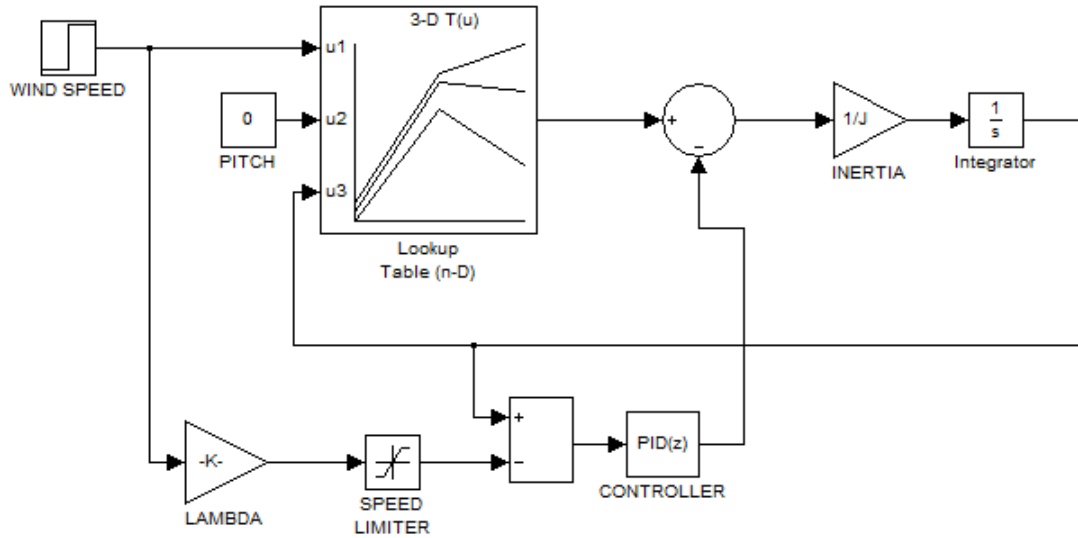 3-D T(u)
u1
WIND SPEED
0
u2
PITCH
u3
Lookup
Table (n-D)
+
−
1/J
INERTIA
1
s
Integrator
+
−
-K-
LAMBDA
SPEED
LIMITER
PID(z)
CONTROLLER